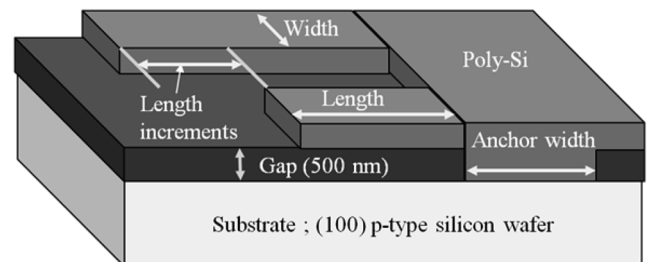 Width
Poly-Si
Length
increments
Length
Anchor width
Gap (500 nm)
Substrate ; (100) p-type silicon wafer